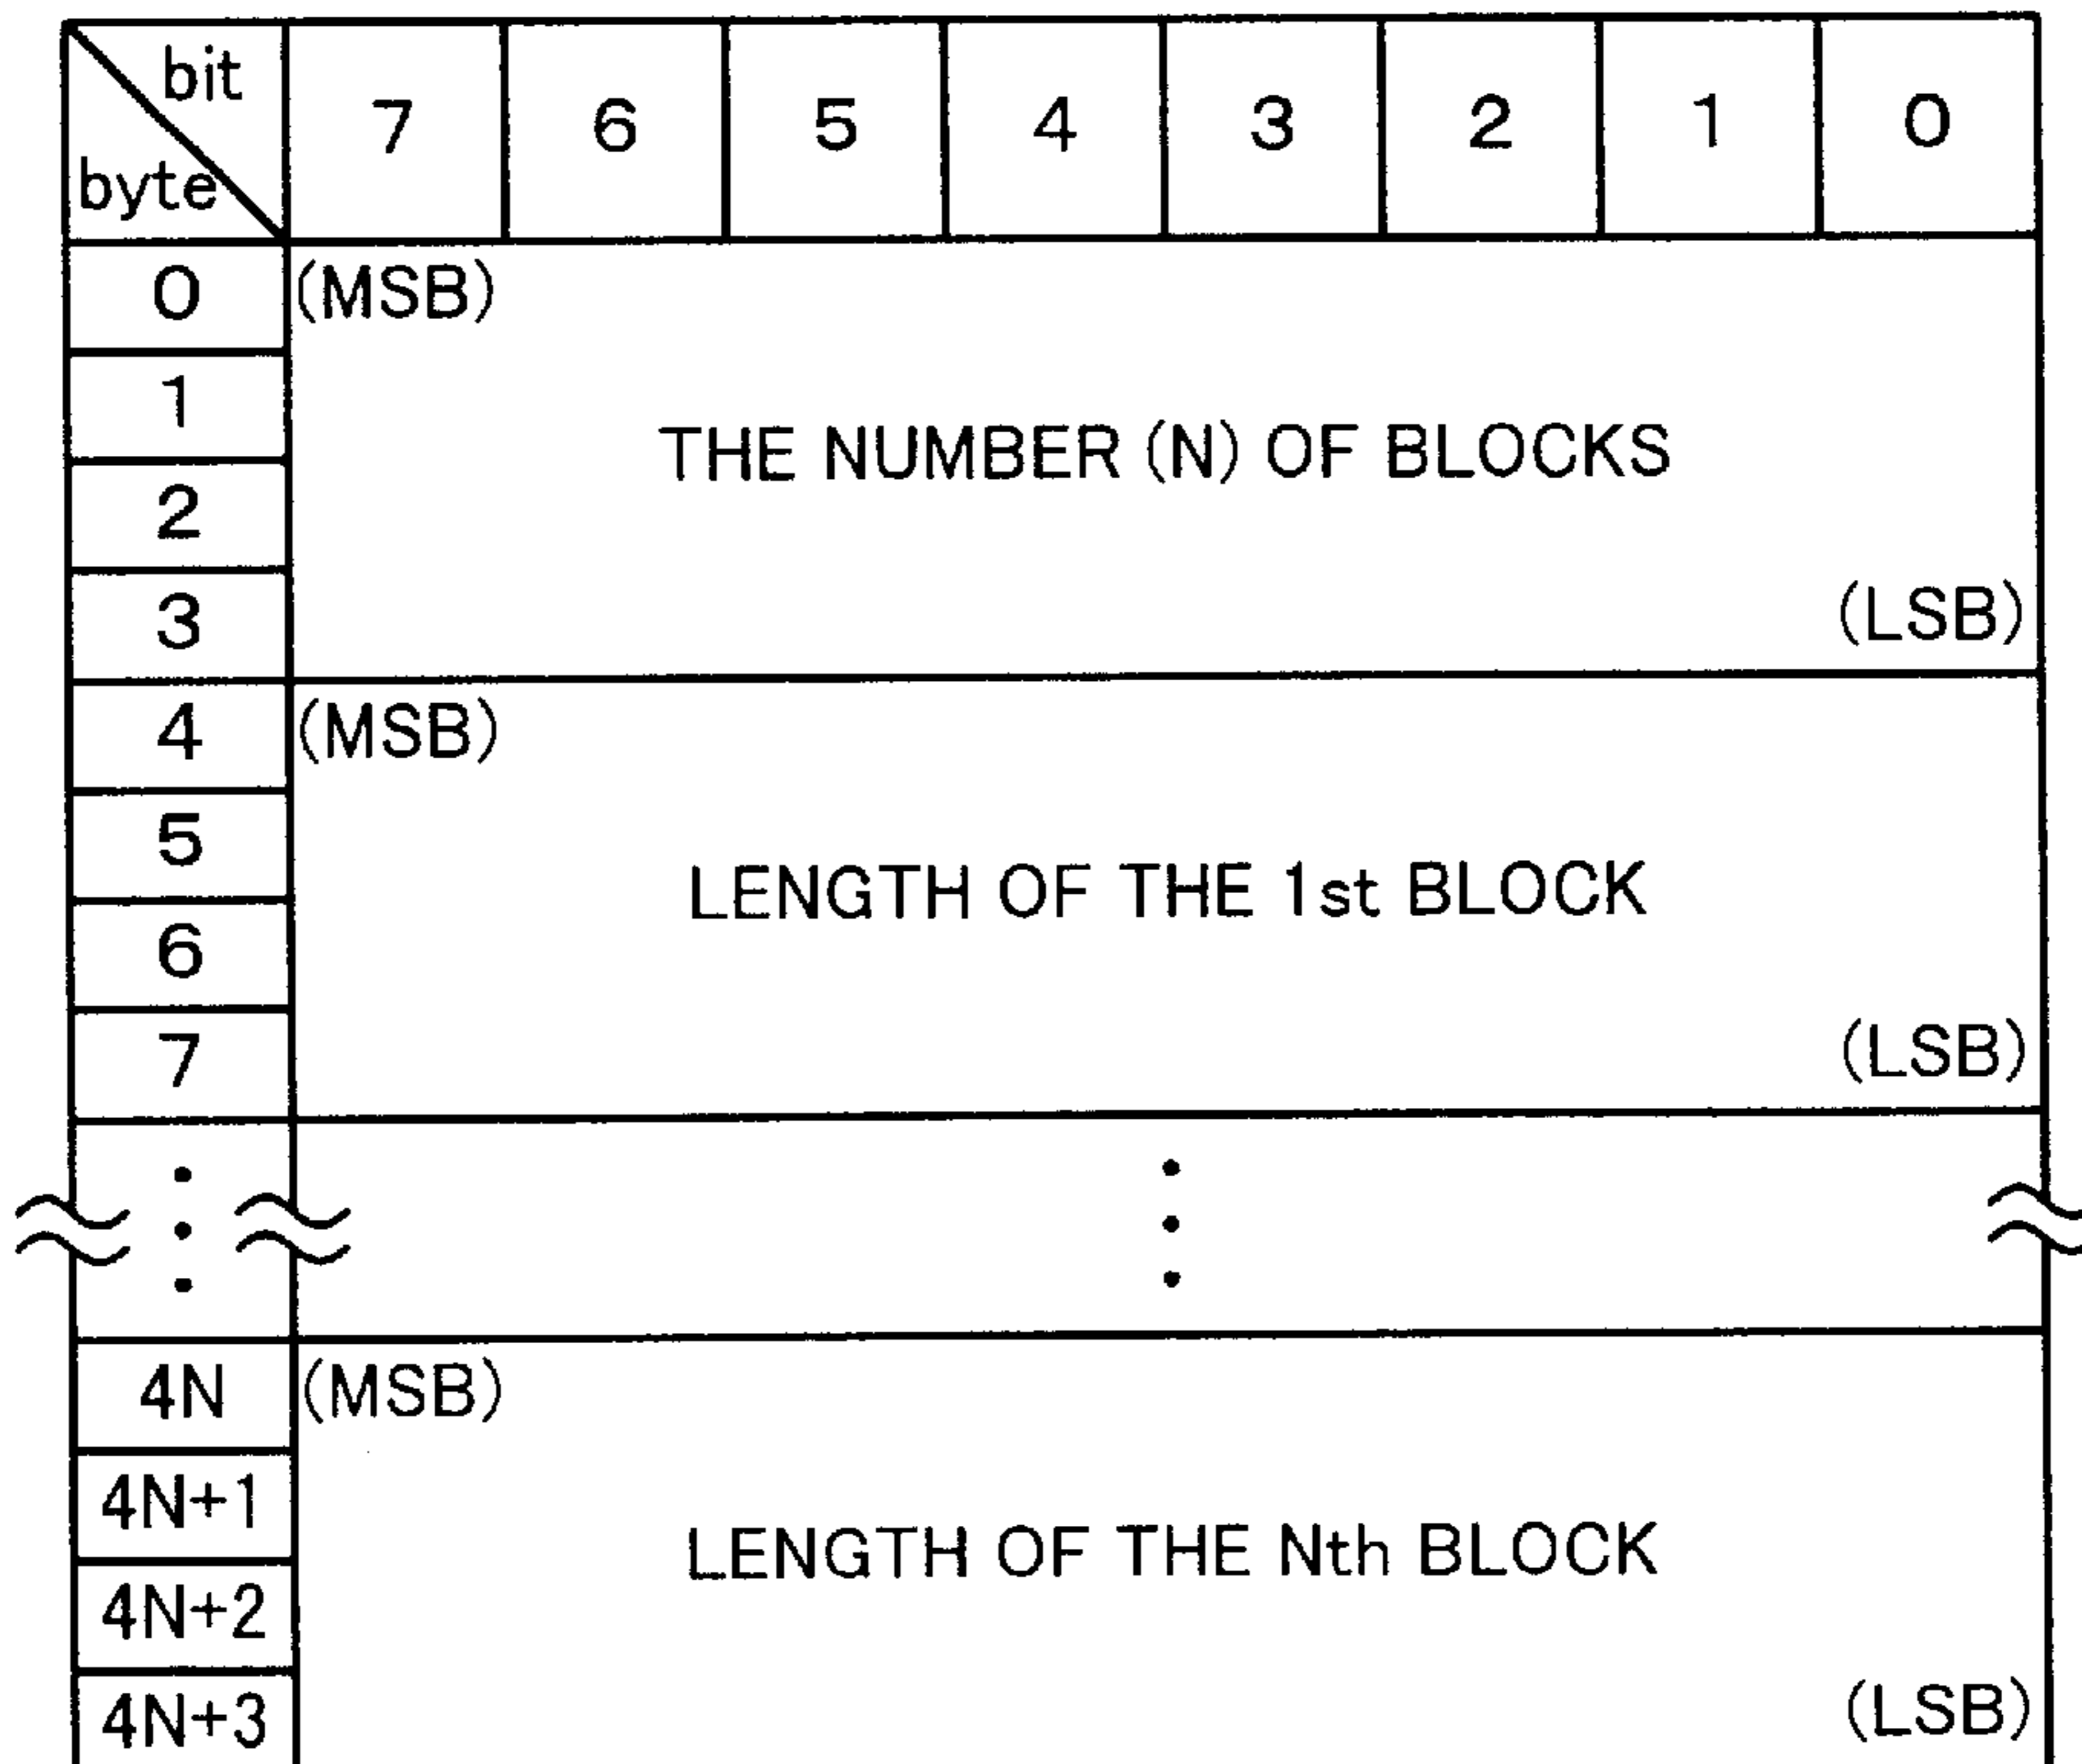 bit
byte 7 6 5 4 3 2 1 0
0 (MSB)
1
THE NUMBER (N) OF BLOCKS
2
3 (LSB)
4 (MSB)
5
LENGTH OF THE 1st BLOCK
6
7 (LSB)
4N (MSB)
4N+1
LENGTH OF THE Nth BLOCK
4N+2
4N+3 (LSB)